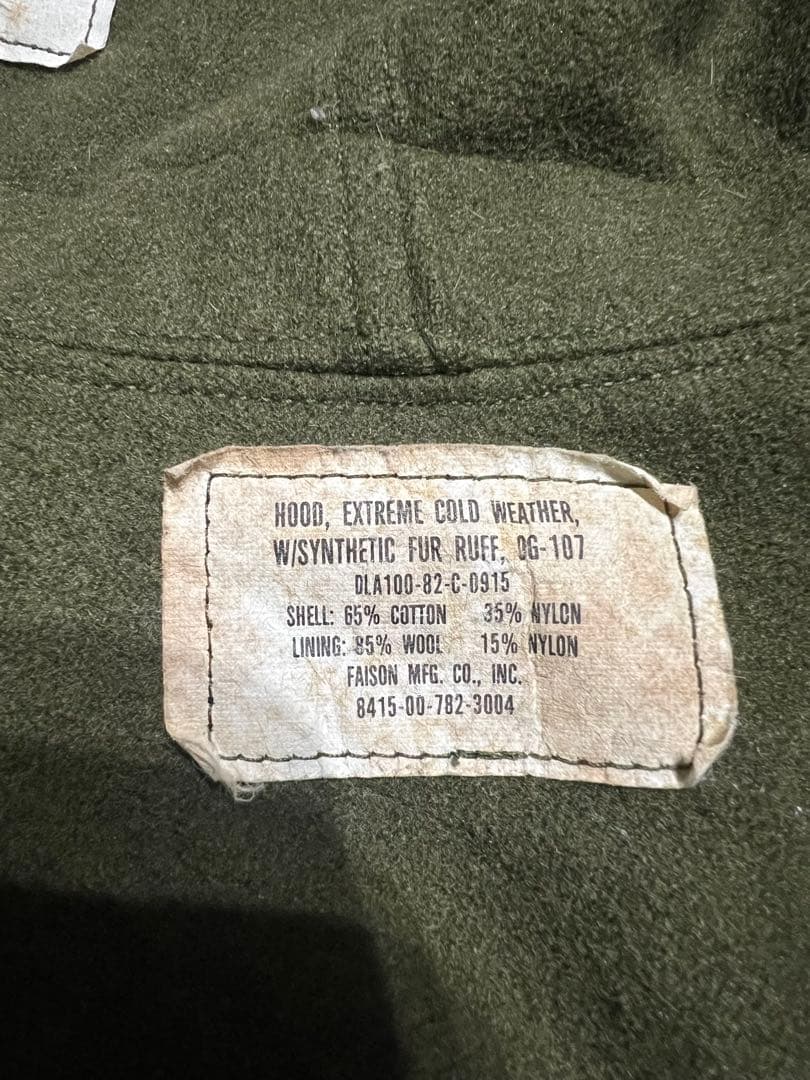 HOOD, EXTREME COLD WEATHER,
W/SYNTHETIC FUR RUFF, OG-107
DLA100-82-C-0915
SHELL: 65% COTTON 35% NYLON
LINING: 85% WOOL 15% NYLON
FAISON MFG. CO., INC.
8415-00-782-3004